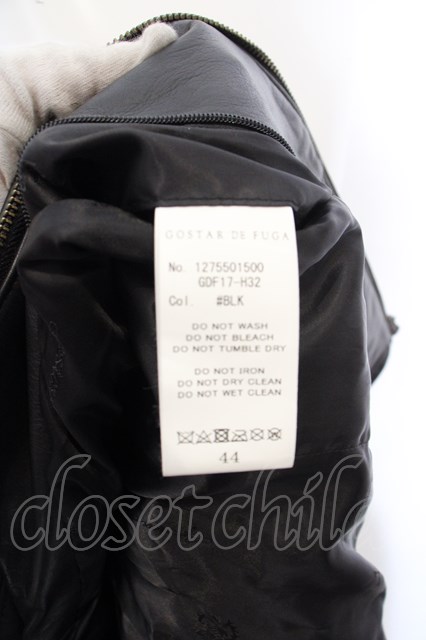 GOSTAR DE FUGA
No. 1275501500
GDF17-H32
Col. #BLK
DO NOT WASH
DO NOT BLEACH
DO NOT TUMBLE DRY
DO NOT IRON
DO NOT DRY CLEAN
DO NOT WET CLEAN
44
closet child